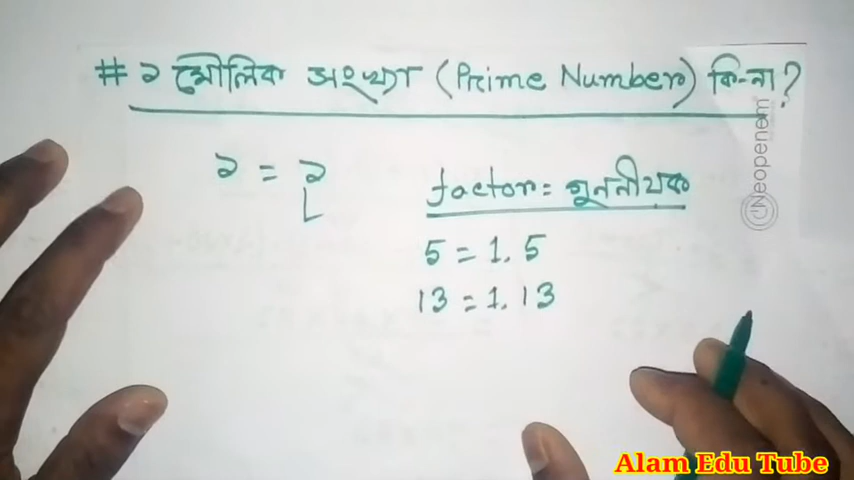 # ১ মৌলিক সংখ্যা (Prime Number) কি-না?
১ = ১
factor = গুননীয়ক
5 = 1. 5
13 = 1. 13
Neopenem
Alam Edu Tube